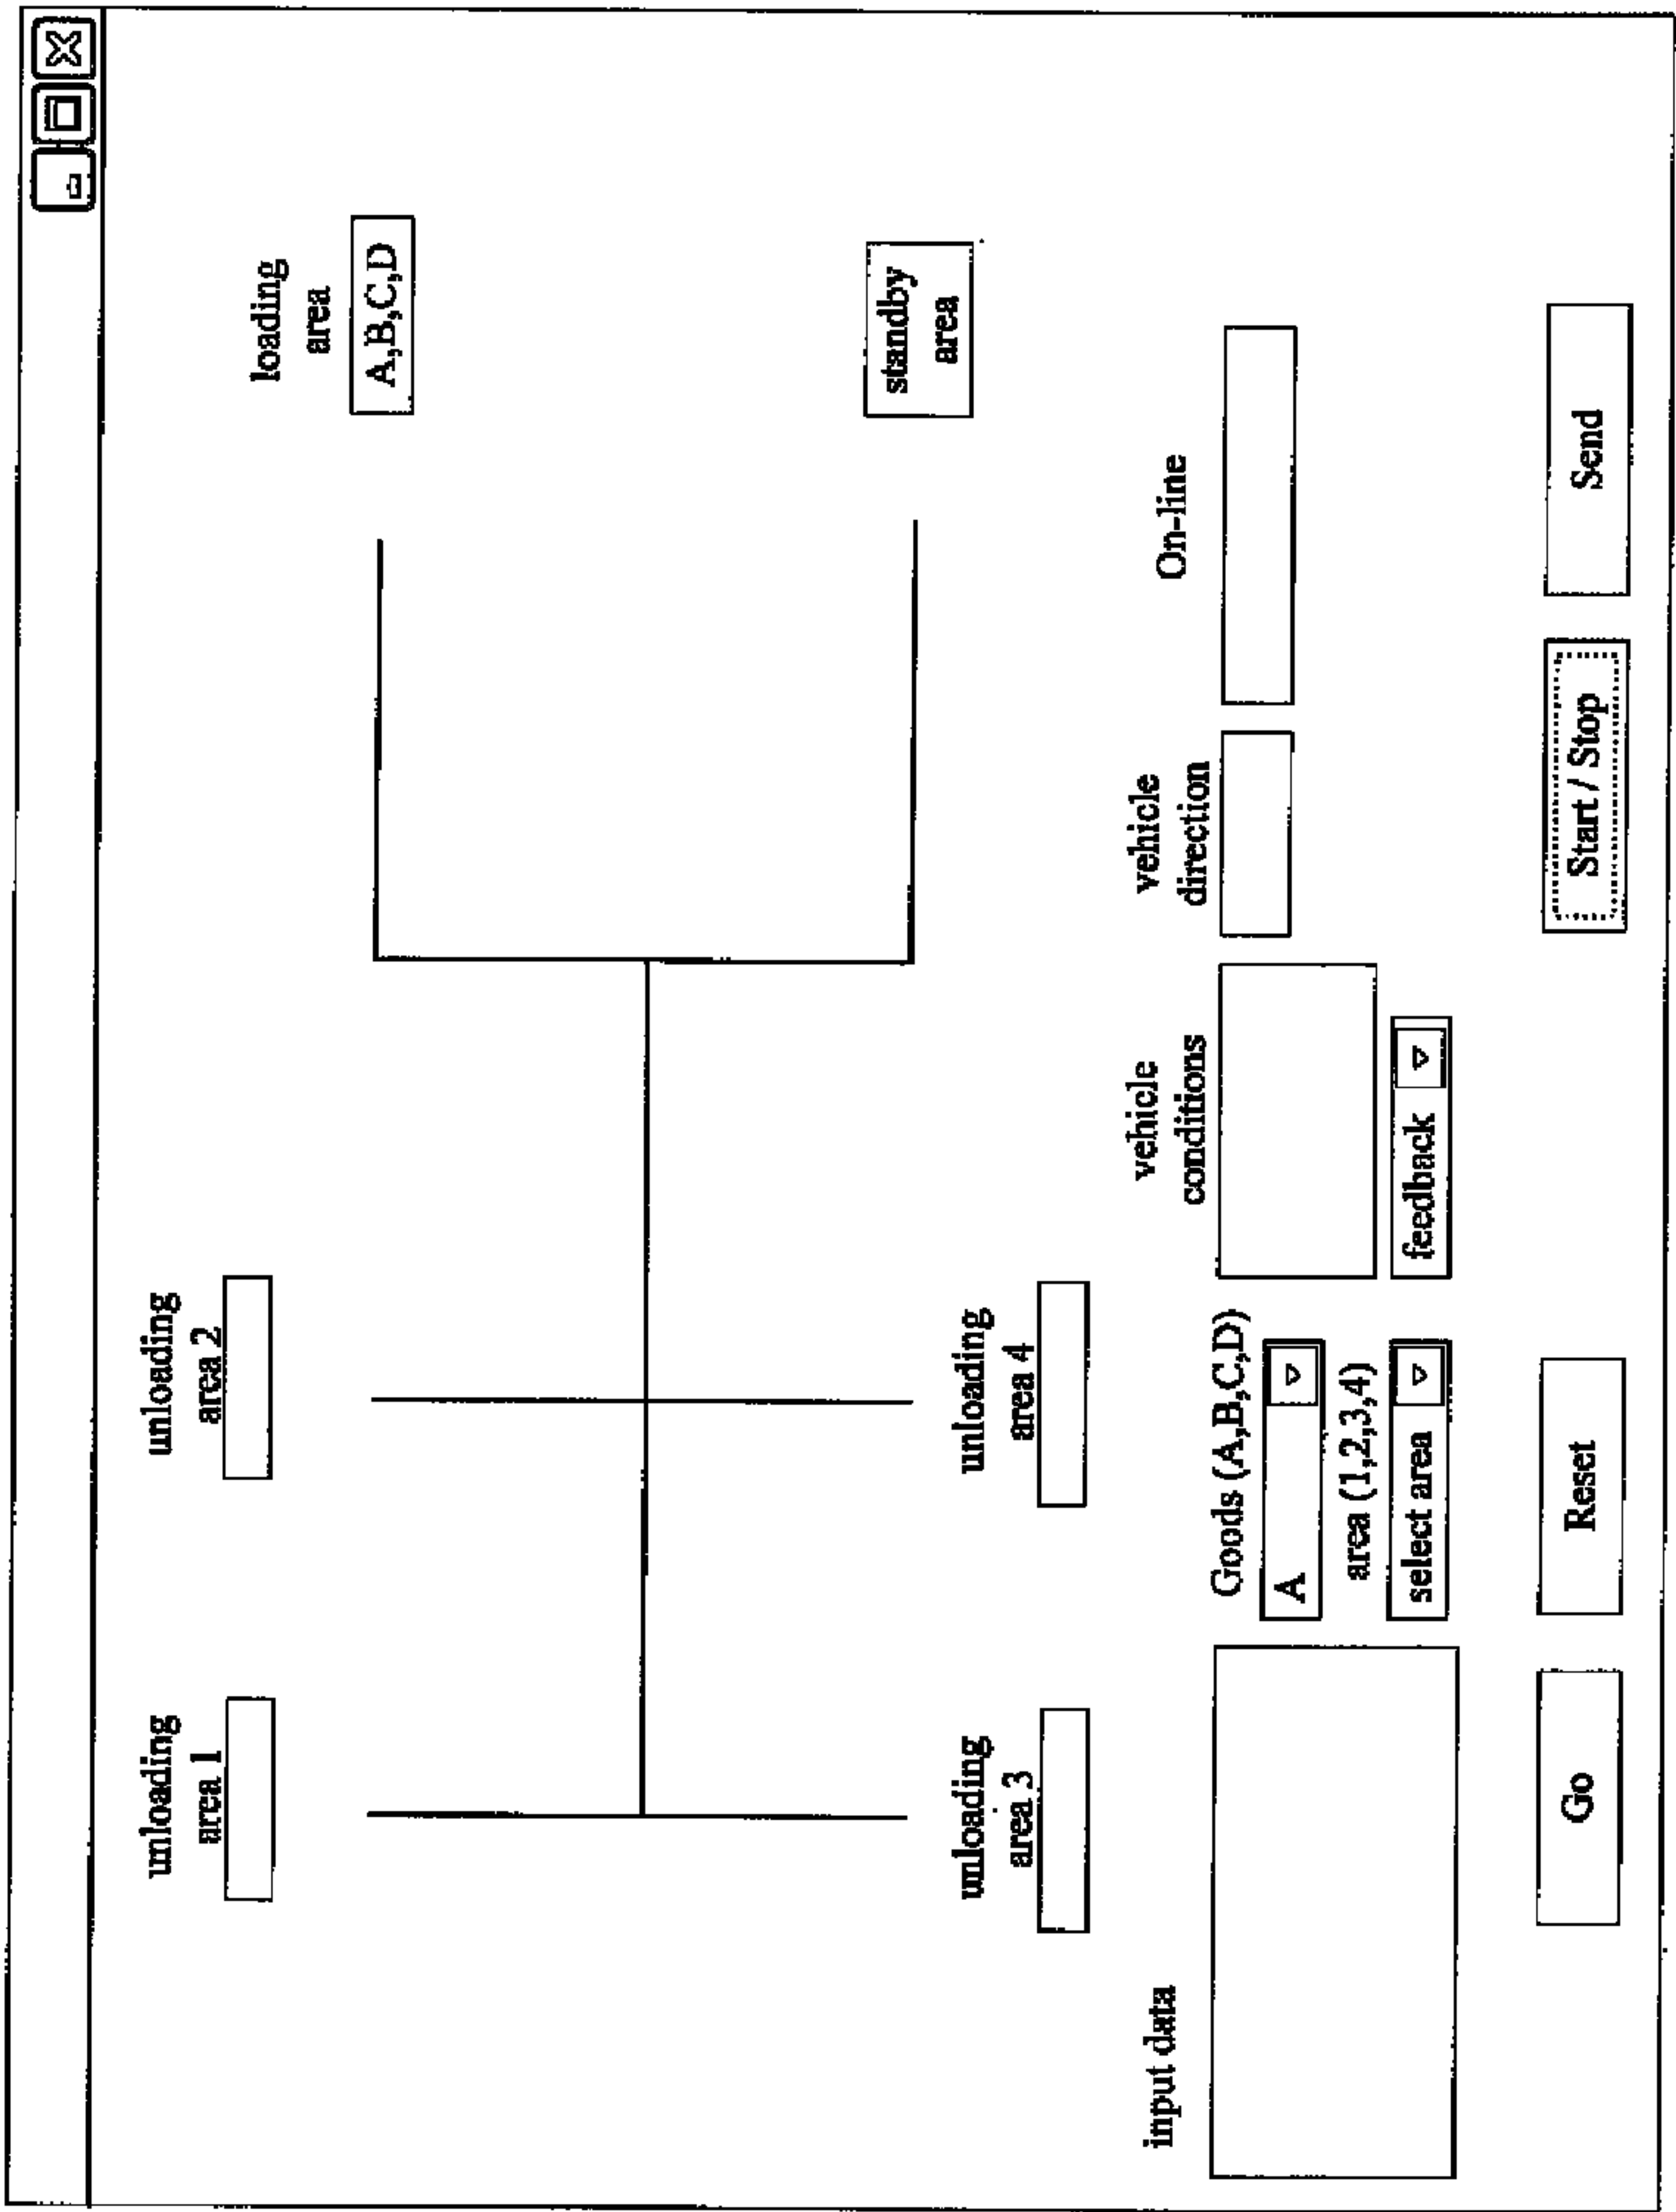 unloading
area 1
unloading
area 2
loading
area
A,B,C,D
unloading
area 3
unloading
area 4
standby
area
input data
Goods (A,B,C,D)
A
area (1,2,3,4)
select area
vehicle
conditions
feedback
vehicle
direction
On-line
Go
Reset
Start / Stop
Send